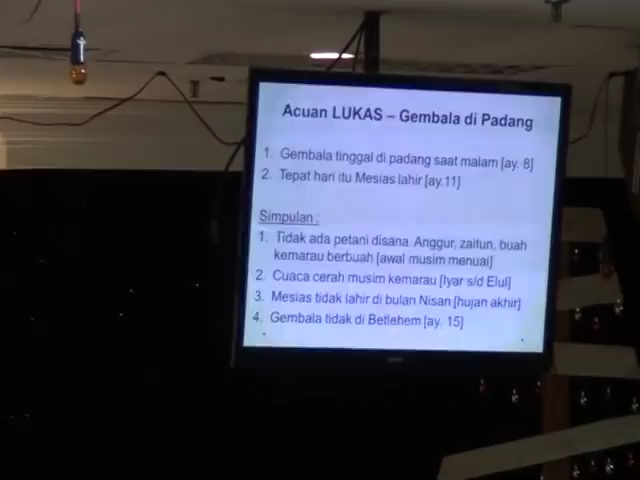 Acuan LUKAS – Gembala di Padang
1. Gembala tinggal di padang saat malam [ay. 8]
2. Tepat hari itu Mesias lahir [ay.11]
Simpulan :
1. Tidak ada petani disana. Anggur, zaitun, buah
kemarau berbuah [awal musim menuai]
2. Cuaca cerah musim kemarau [Iyar s/d Elul]
3. Mesias tidak lahir di bulan Nisan [hujan akhir]
4. Gembala tidak di Betlehem [ay. 15]